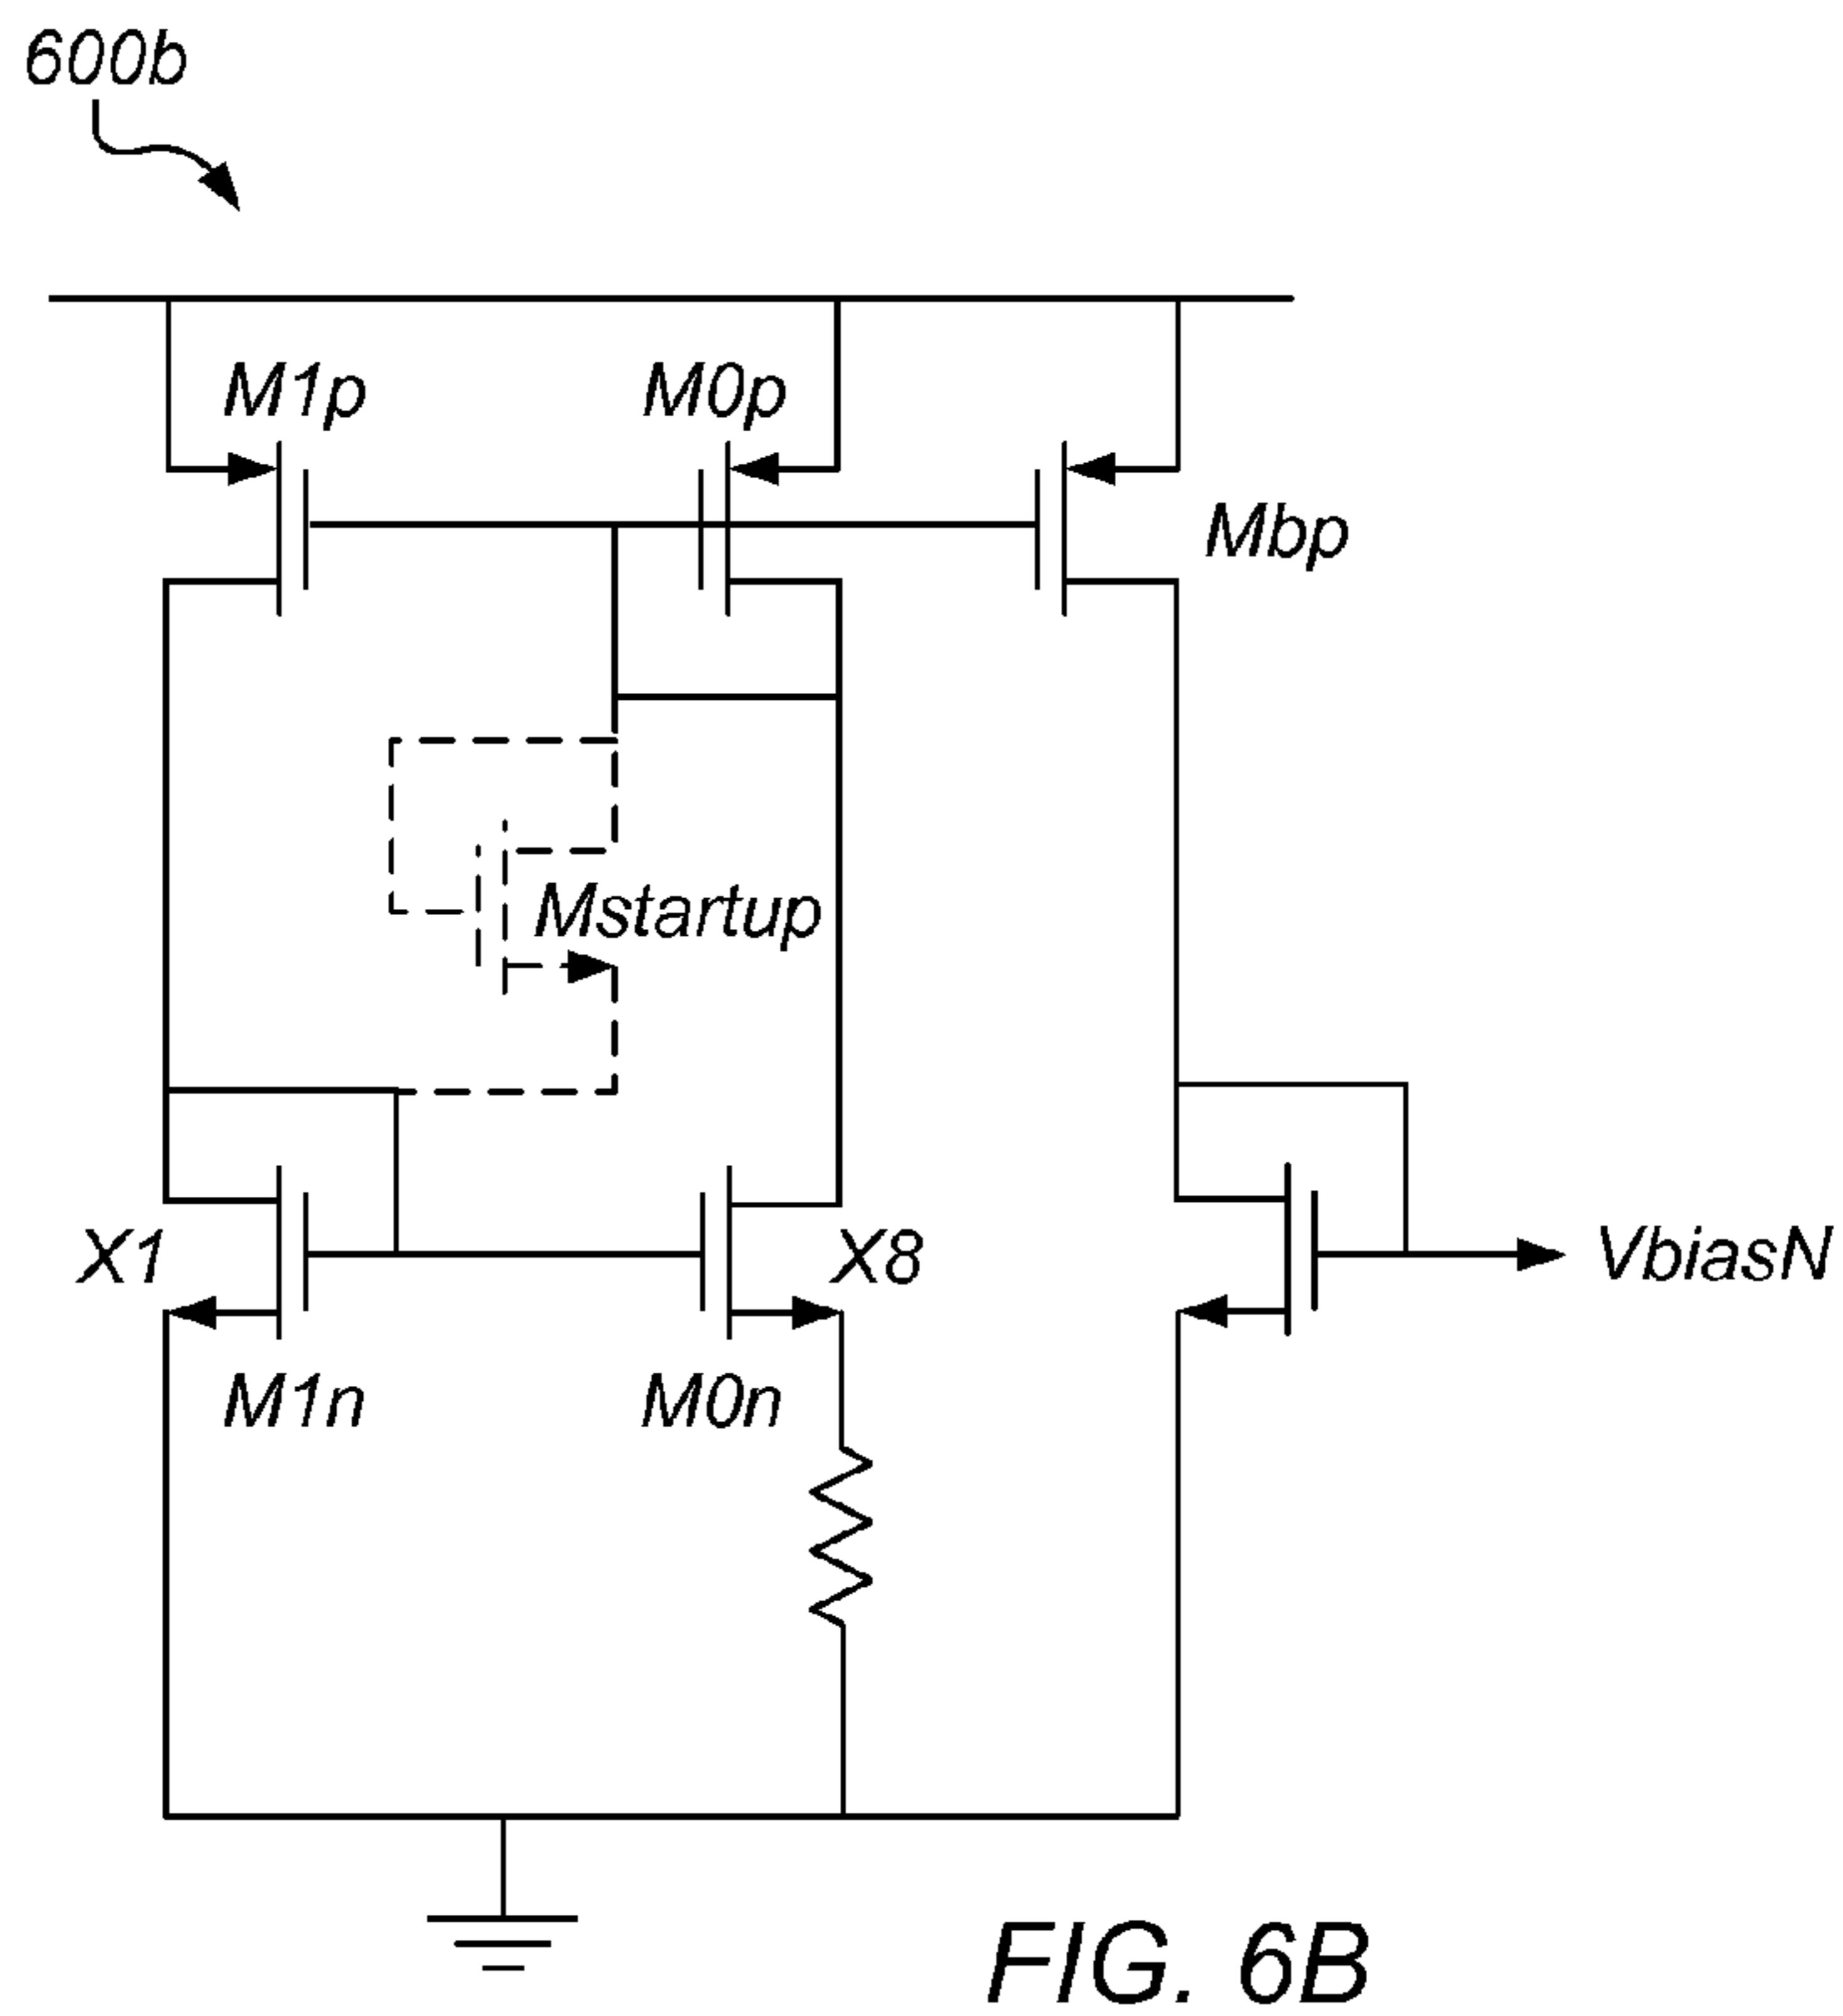 600b
M1p
M0p
Mbp
Mstartup
X1
X8
VbiasN
M1n
M0n
FIG. 6B